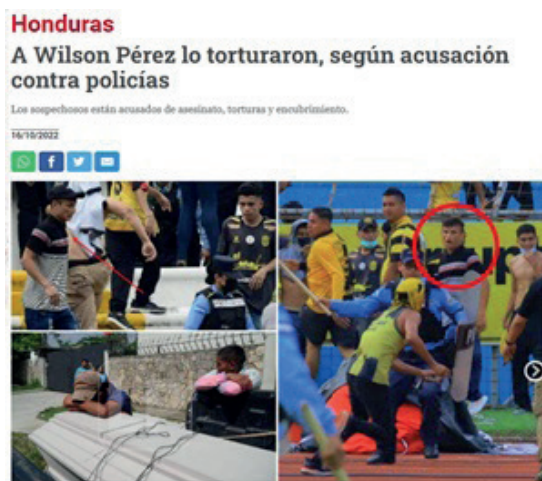 Honduras
A Wilson Pérez lo torturaron, según acusación
contra policías
Los sospechosos están acusados de asesinato, torturas y encubrimiento.
16/10/2022